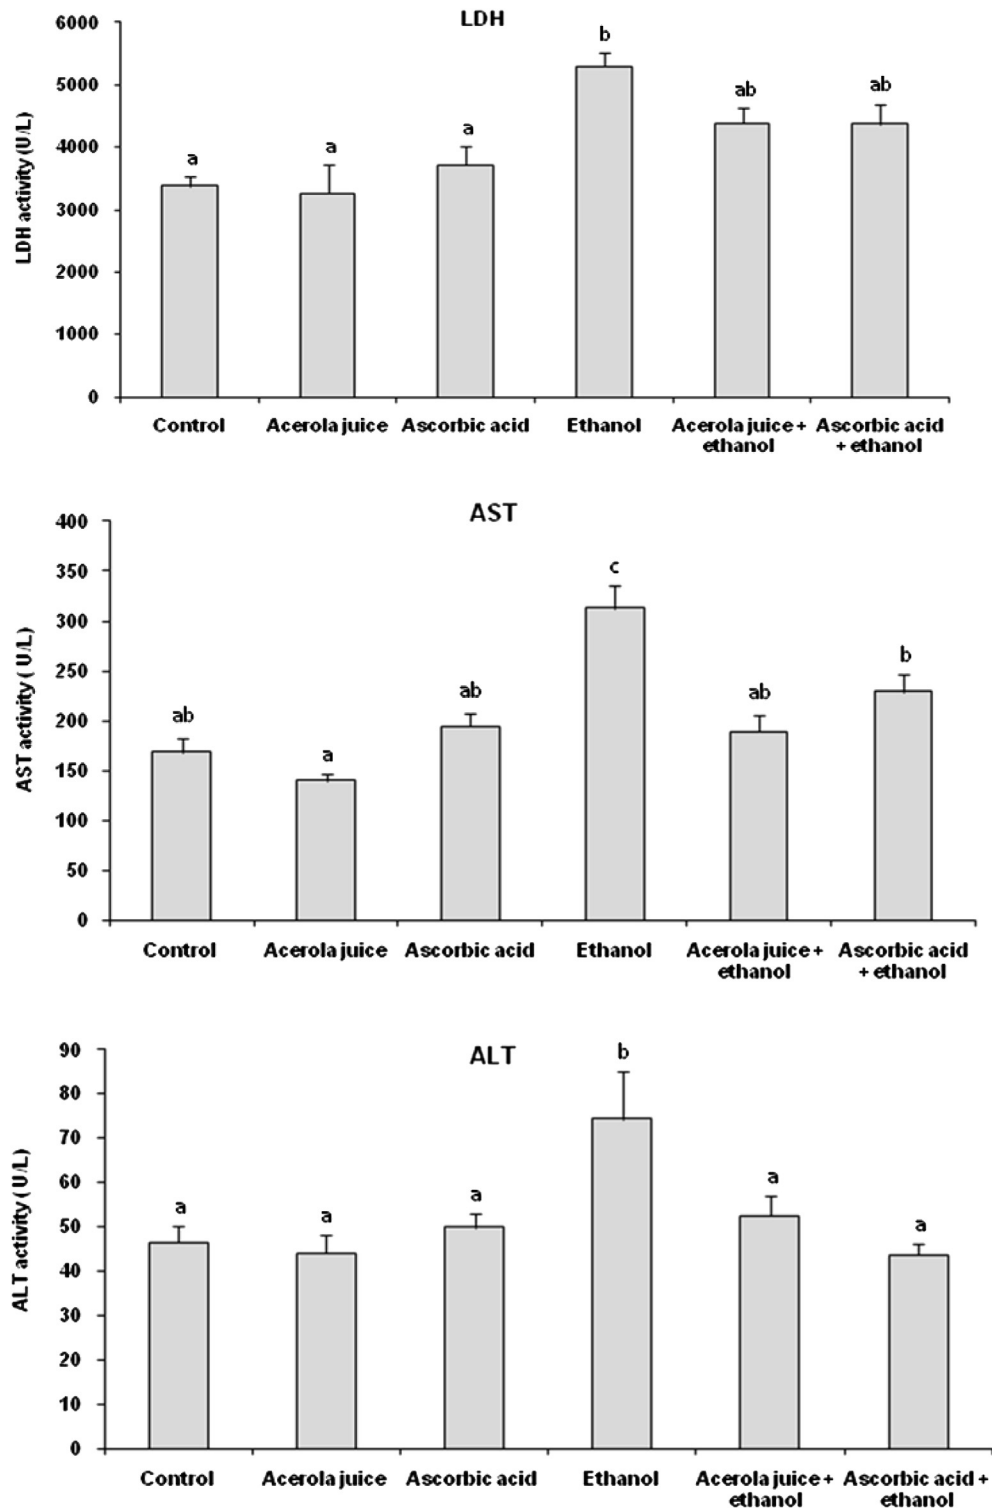 LDH
6000
5000
4000
3000
2000
1000
0
LDH activity (U/L)
a
a
a
b
ab
ab
Control
Acerola juice
Ascorbic acid
Ethanol
Acerola juice +
ethanol
Ascorbic acid
+ ethanol
AST
400
350
300
250
200
150
100
50
0
AST activity ( U/L)
ab
a
ab
c
ab
b
Control
Acerola juice
Ascorbic acid
Ethanol
Acerola juice +
ethanol
Ascorbic acid
+ ethanol
ALT
90
80
70
60
50
40
30
20
10
0
ALT activity ( U/L)
a
a
a
b
a
a
Control
Acerola juice
Ascorbic acid
Ethanol
Acerola juice +
ethanol
Ascorbic acid +
ethanol